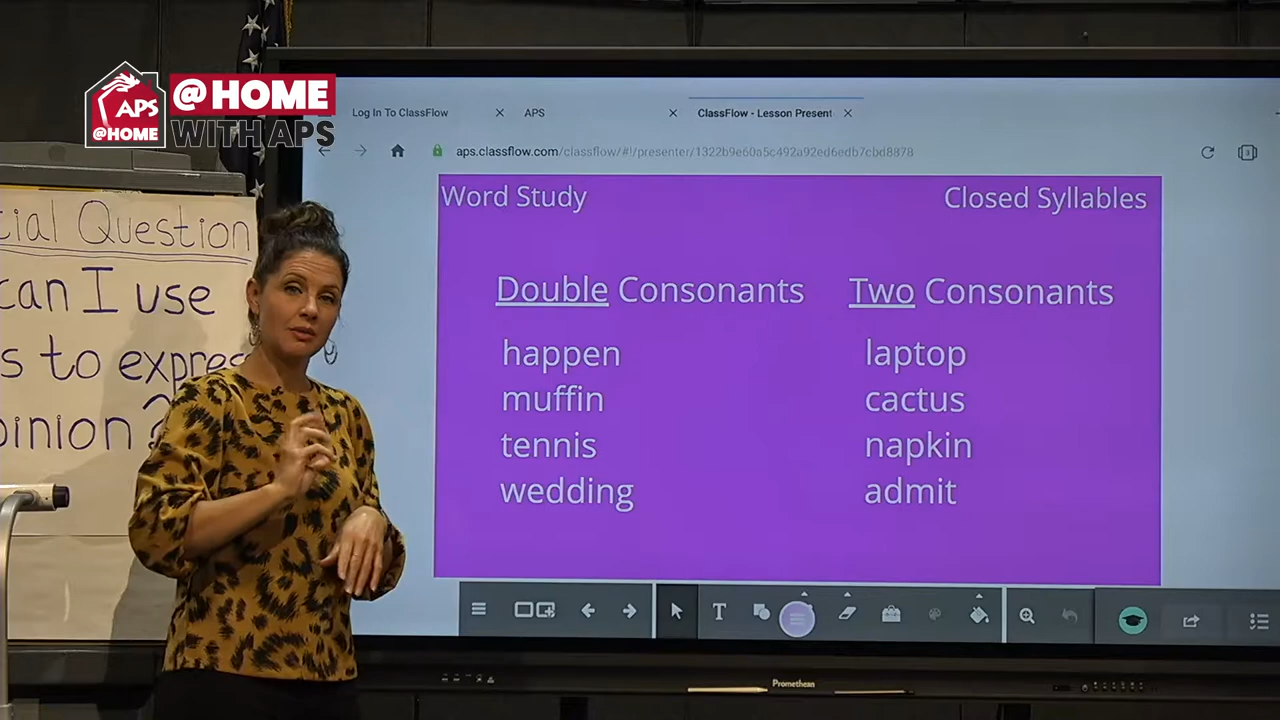 APS
@HOME
@HOME
WITH APS
Log In To ClassFlow
APS
ClassFlow - Lesson Present
aps.classflow.com/classflow/#!/presenter/1322b9e60a5c492a92ed6edb7cbd8878
cial Question
can I use
s to expres
pinion?
Word Study
Closed Syllables
Double Consonants
happen
muffin
tennis
wedding
Two Consonants
laptop
cactus
napkin
admit
T
Promethean